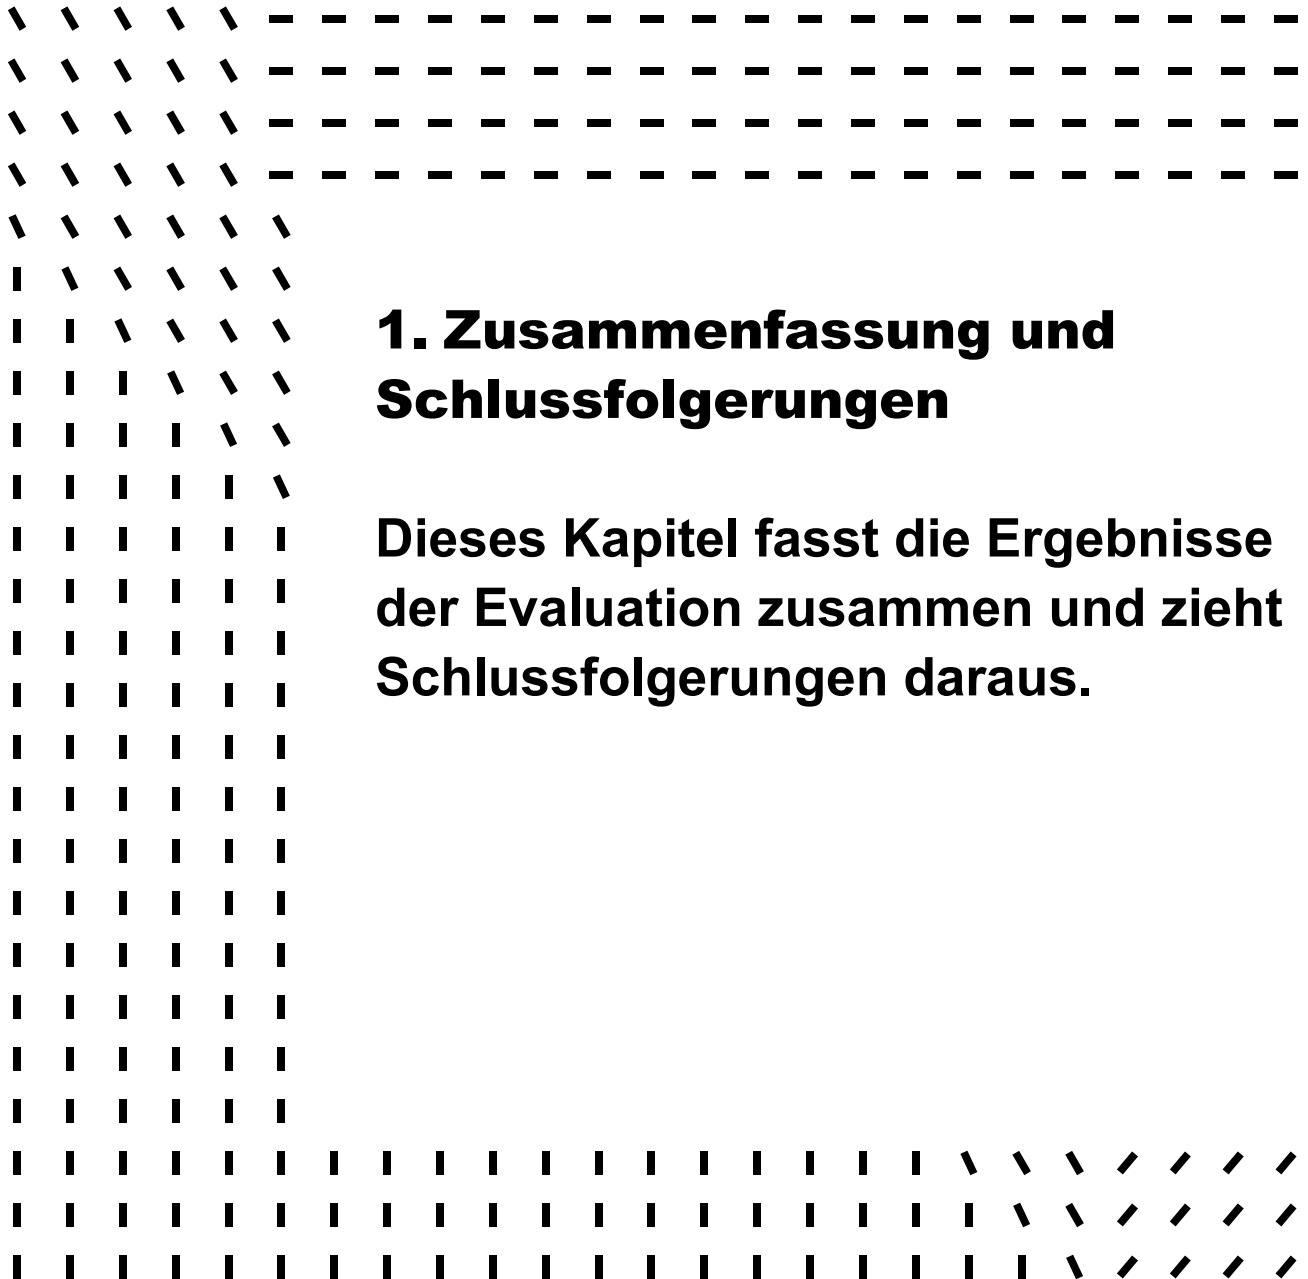 1. Zusammenfassung und
Schlussfolgerungen
Dieses Kapitel fasst die Ergebnisse
der Evaluation zusammen und zieht
Schlussfolgerungen daraus.